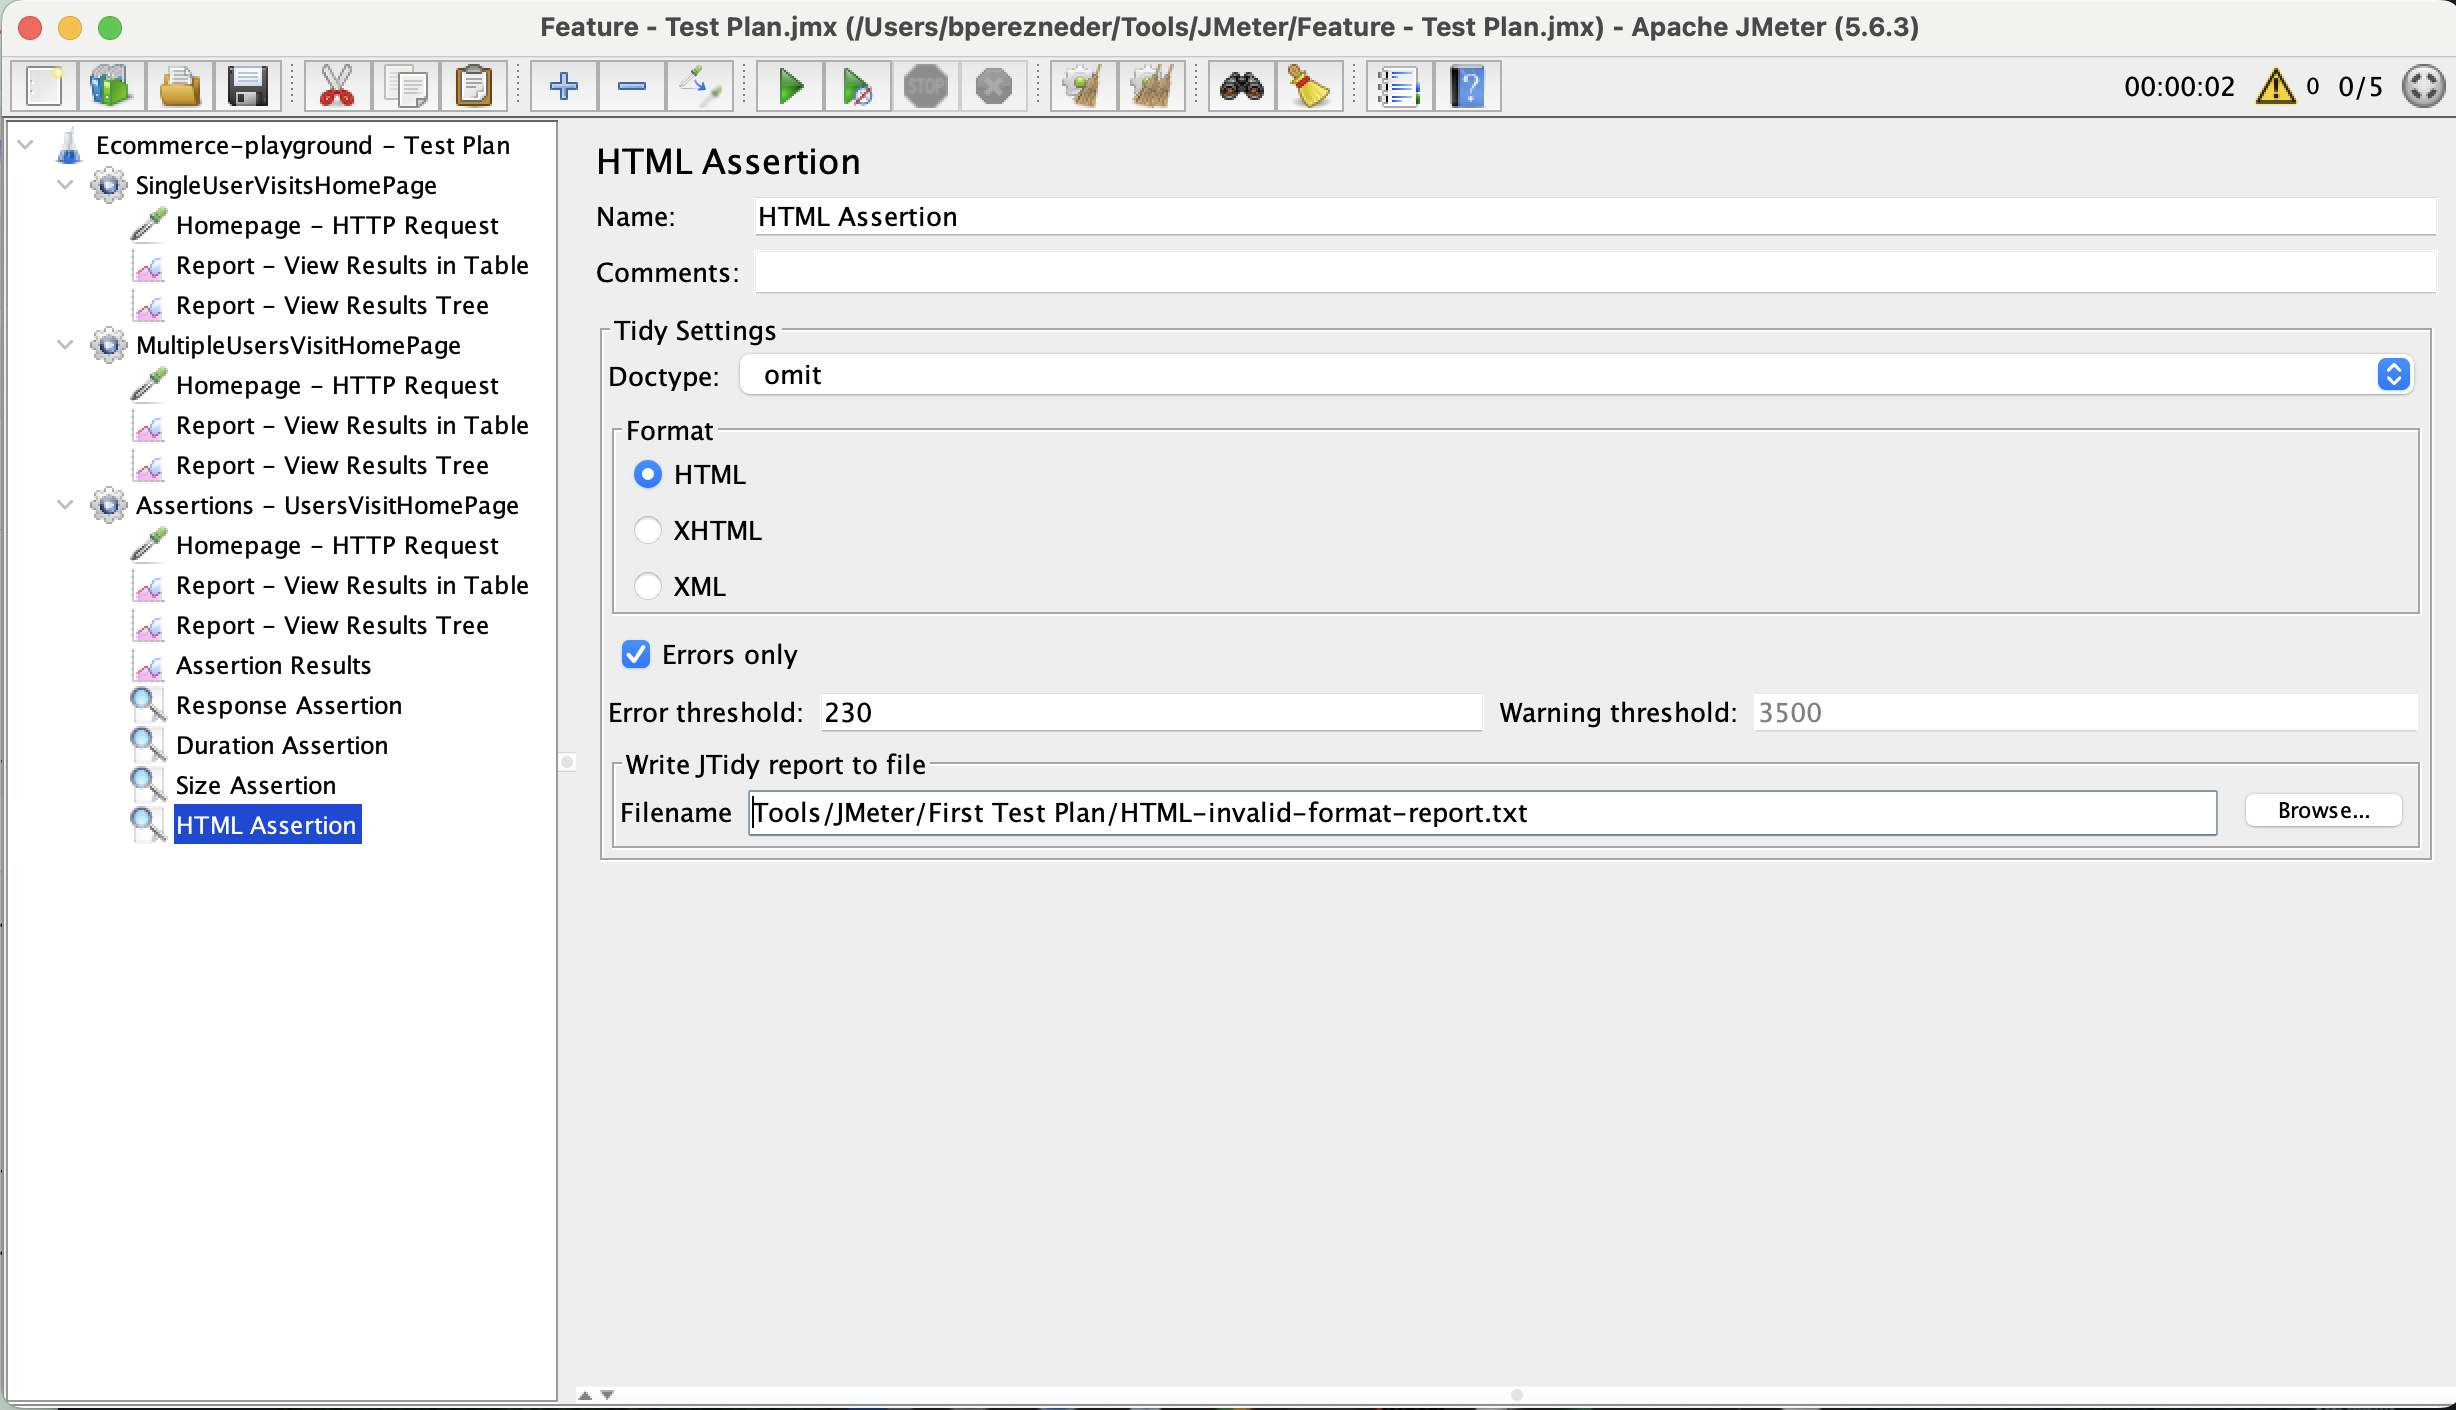 Feature - Test Plan.jmx (/Users/bperezneder/Tools/JMeter/Feature - Test Plan.jmx) - Apache JMeter (5.6.3)
STOP
00:00:02 0 0/5
Ecommerce-playground - Test Plan
SingleUserVisitsHomePage
Homepage - HTTP Request
Report - View Results in Table
Report - View Results Tree
MultipleUsersVisitHomePage
Homepage - HTTP Request
Report - View Results in Table
Report - View Results Tree
Assertions - UsersVisitHomePage
Homepage - HTTP Request
Report - View Results in Table
Report - View Results Tree
Assertion Results
Response Assertion
Duration Assertion
Size Assertion
HTML Assertion
HTML Assertion
Name: HTML Assertion
Comments:
Tidy Settings
Doctype: omit
Format
HTML
XHTML
XML
Errors only
Error threshold: 230 Warning threshold: 3500
Write JTidy report to file
Filename Tools/JMeter/First Test Plan/HTML-invalid-format-report.txt Browse...